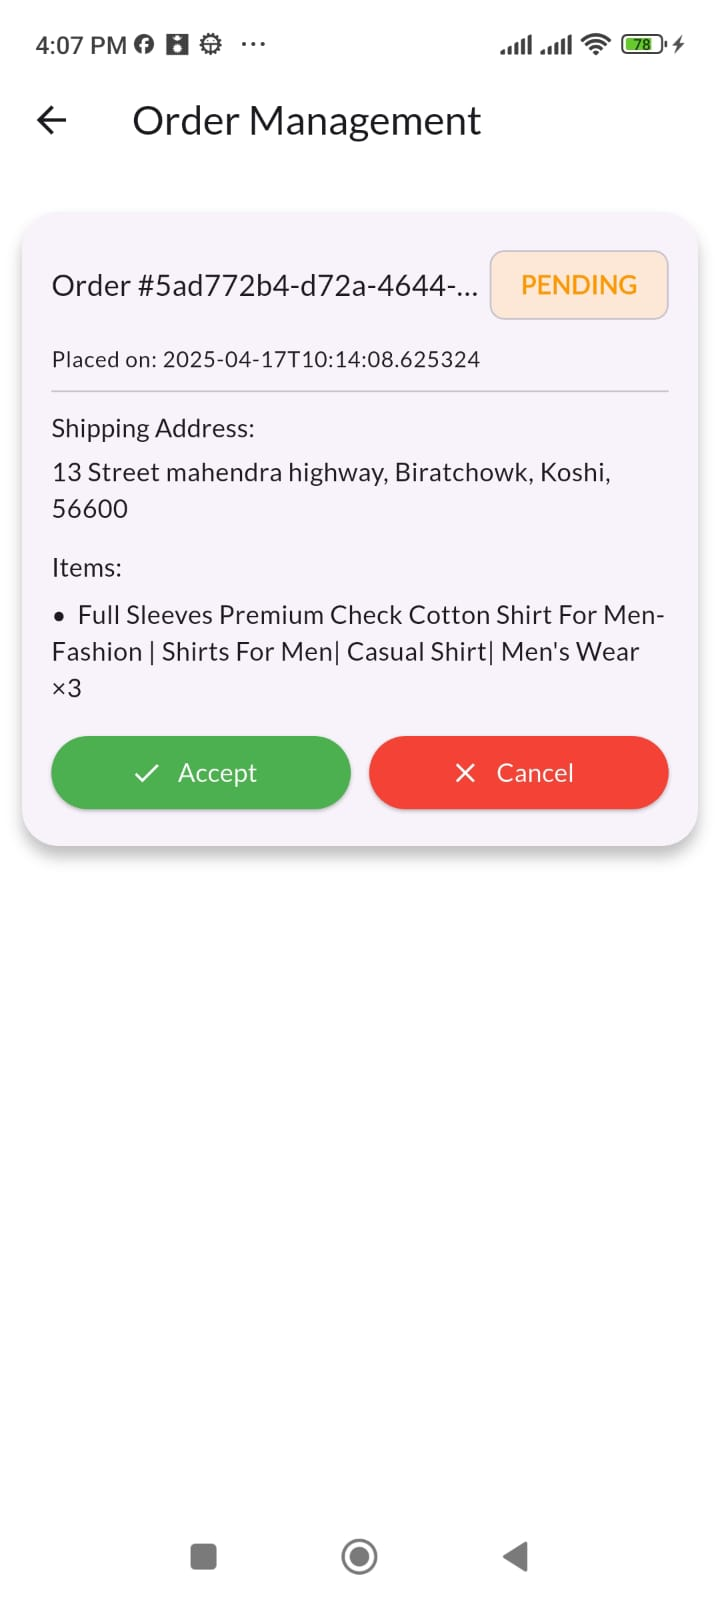 4:07 PM
78
Order Management
Order #5ad772b4-d72a-4644-...
PENDING
Placed on: 2025-04-17T10:14:08.625324
Shipping Address:
13 Street mahendra highway, Biratchowk, Koshi,
56600
Items:
• Full Sleeves Premium Check Cotton Shirt For Men-
Fashion | Shirts For Men| Casual Shirt| Men's Wear
×3
Accept
Cancel